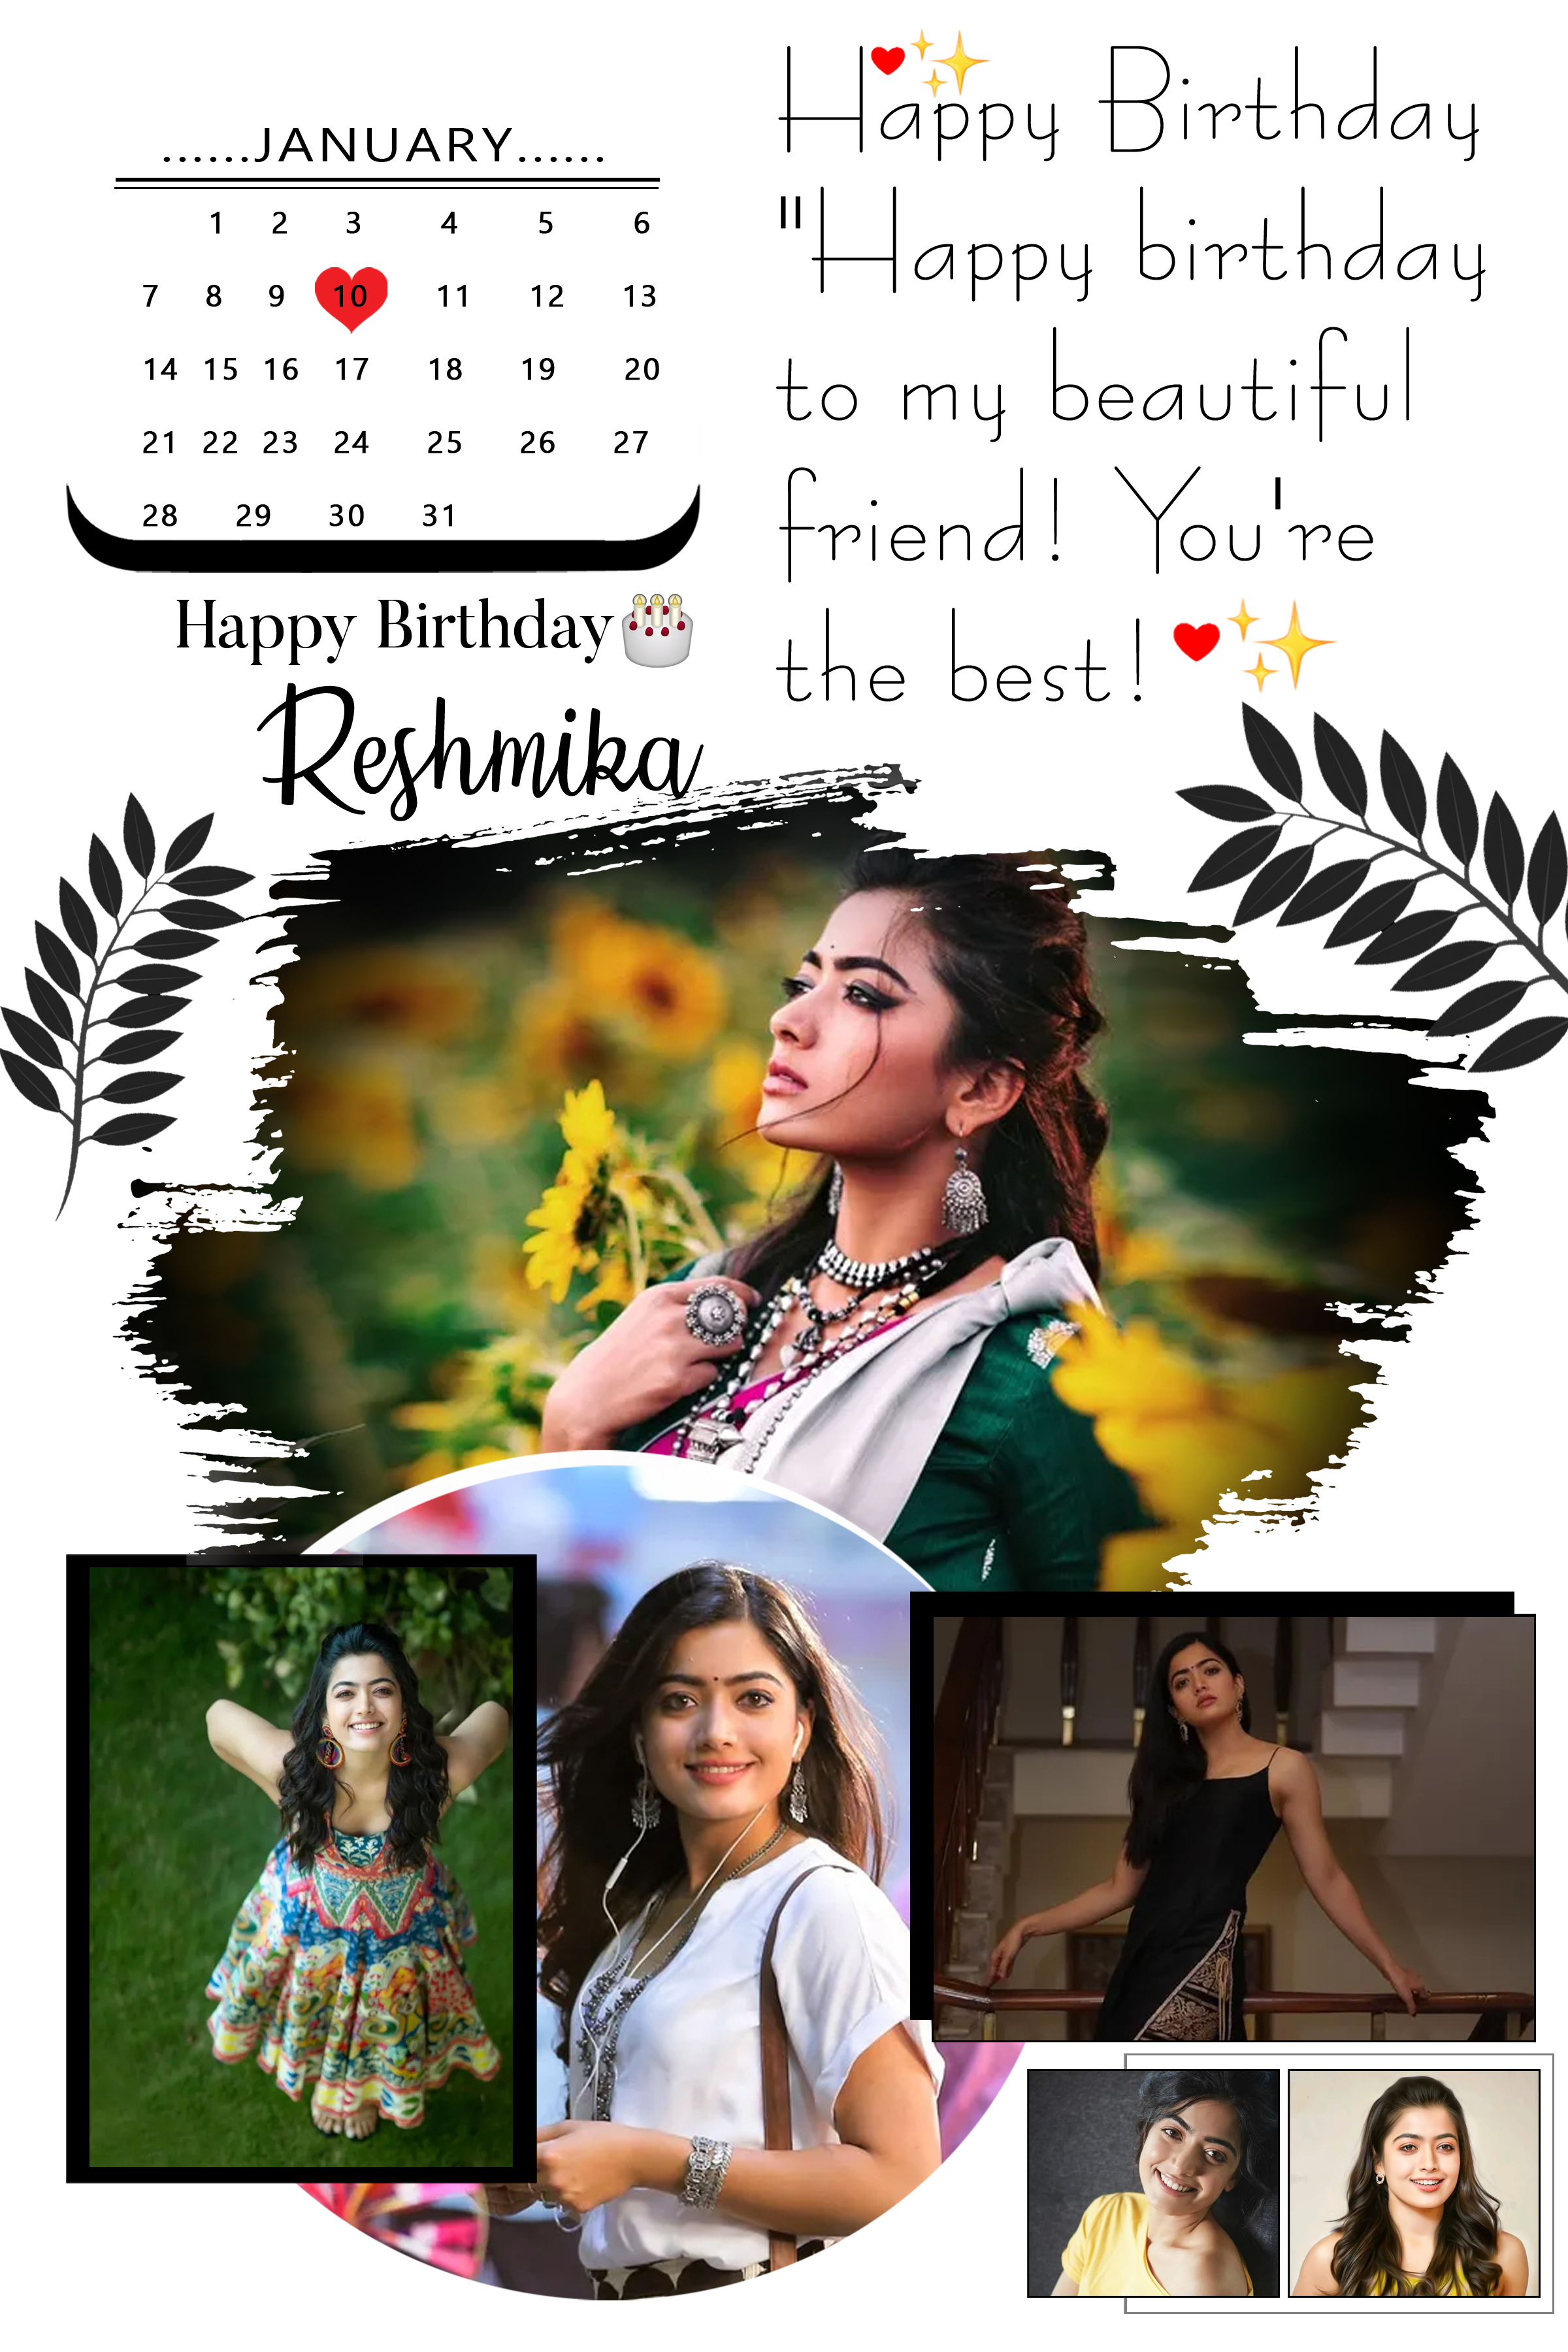 ......JANUARY......
1 2 3 4 5 6
7 8 9 10 11 12 13
14 15 16 17 18 19 20
21 22 23 24 25 26 27
28 29 30 31
Happy Birthday🎂
Reshmika
Happy Birthday
"Happy birthday
to my beautiful
friend! You're
the best!❤✨